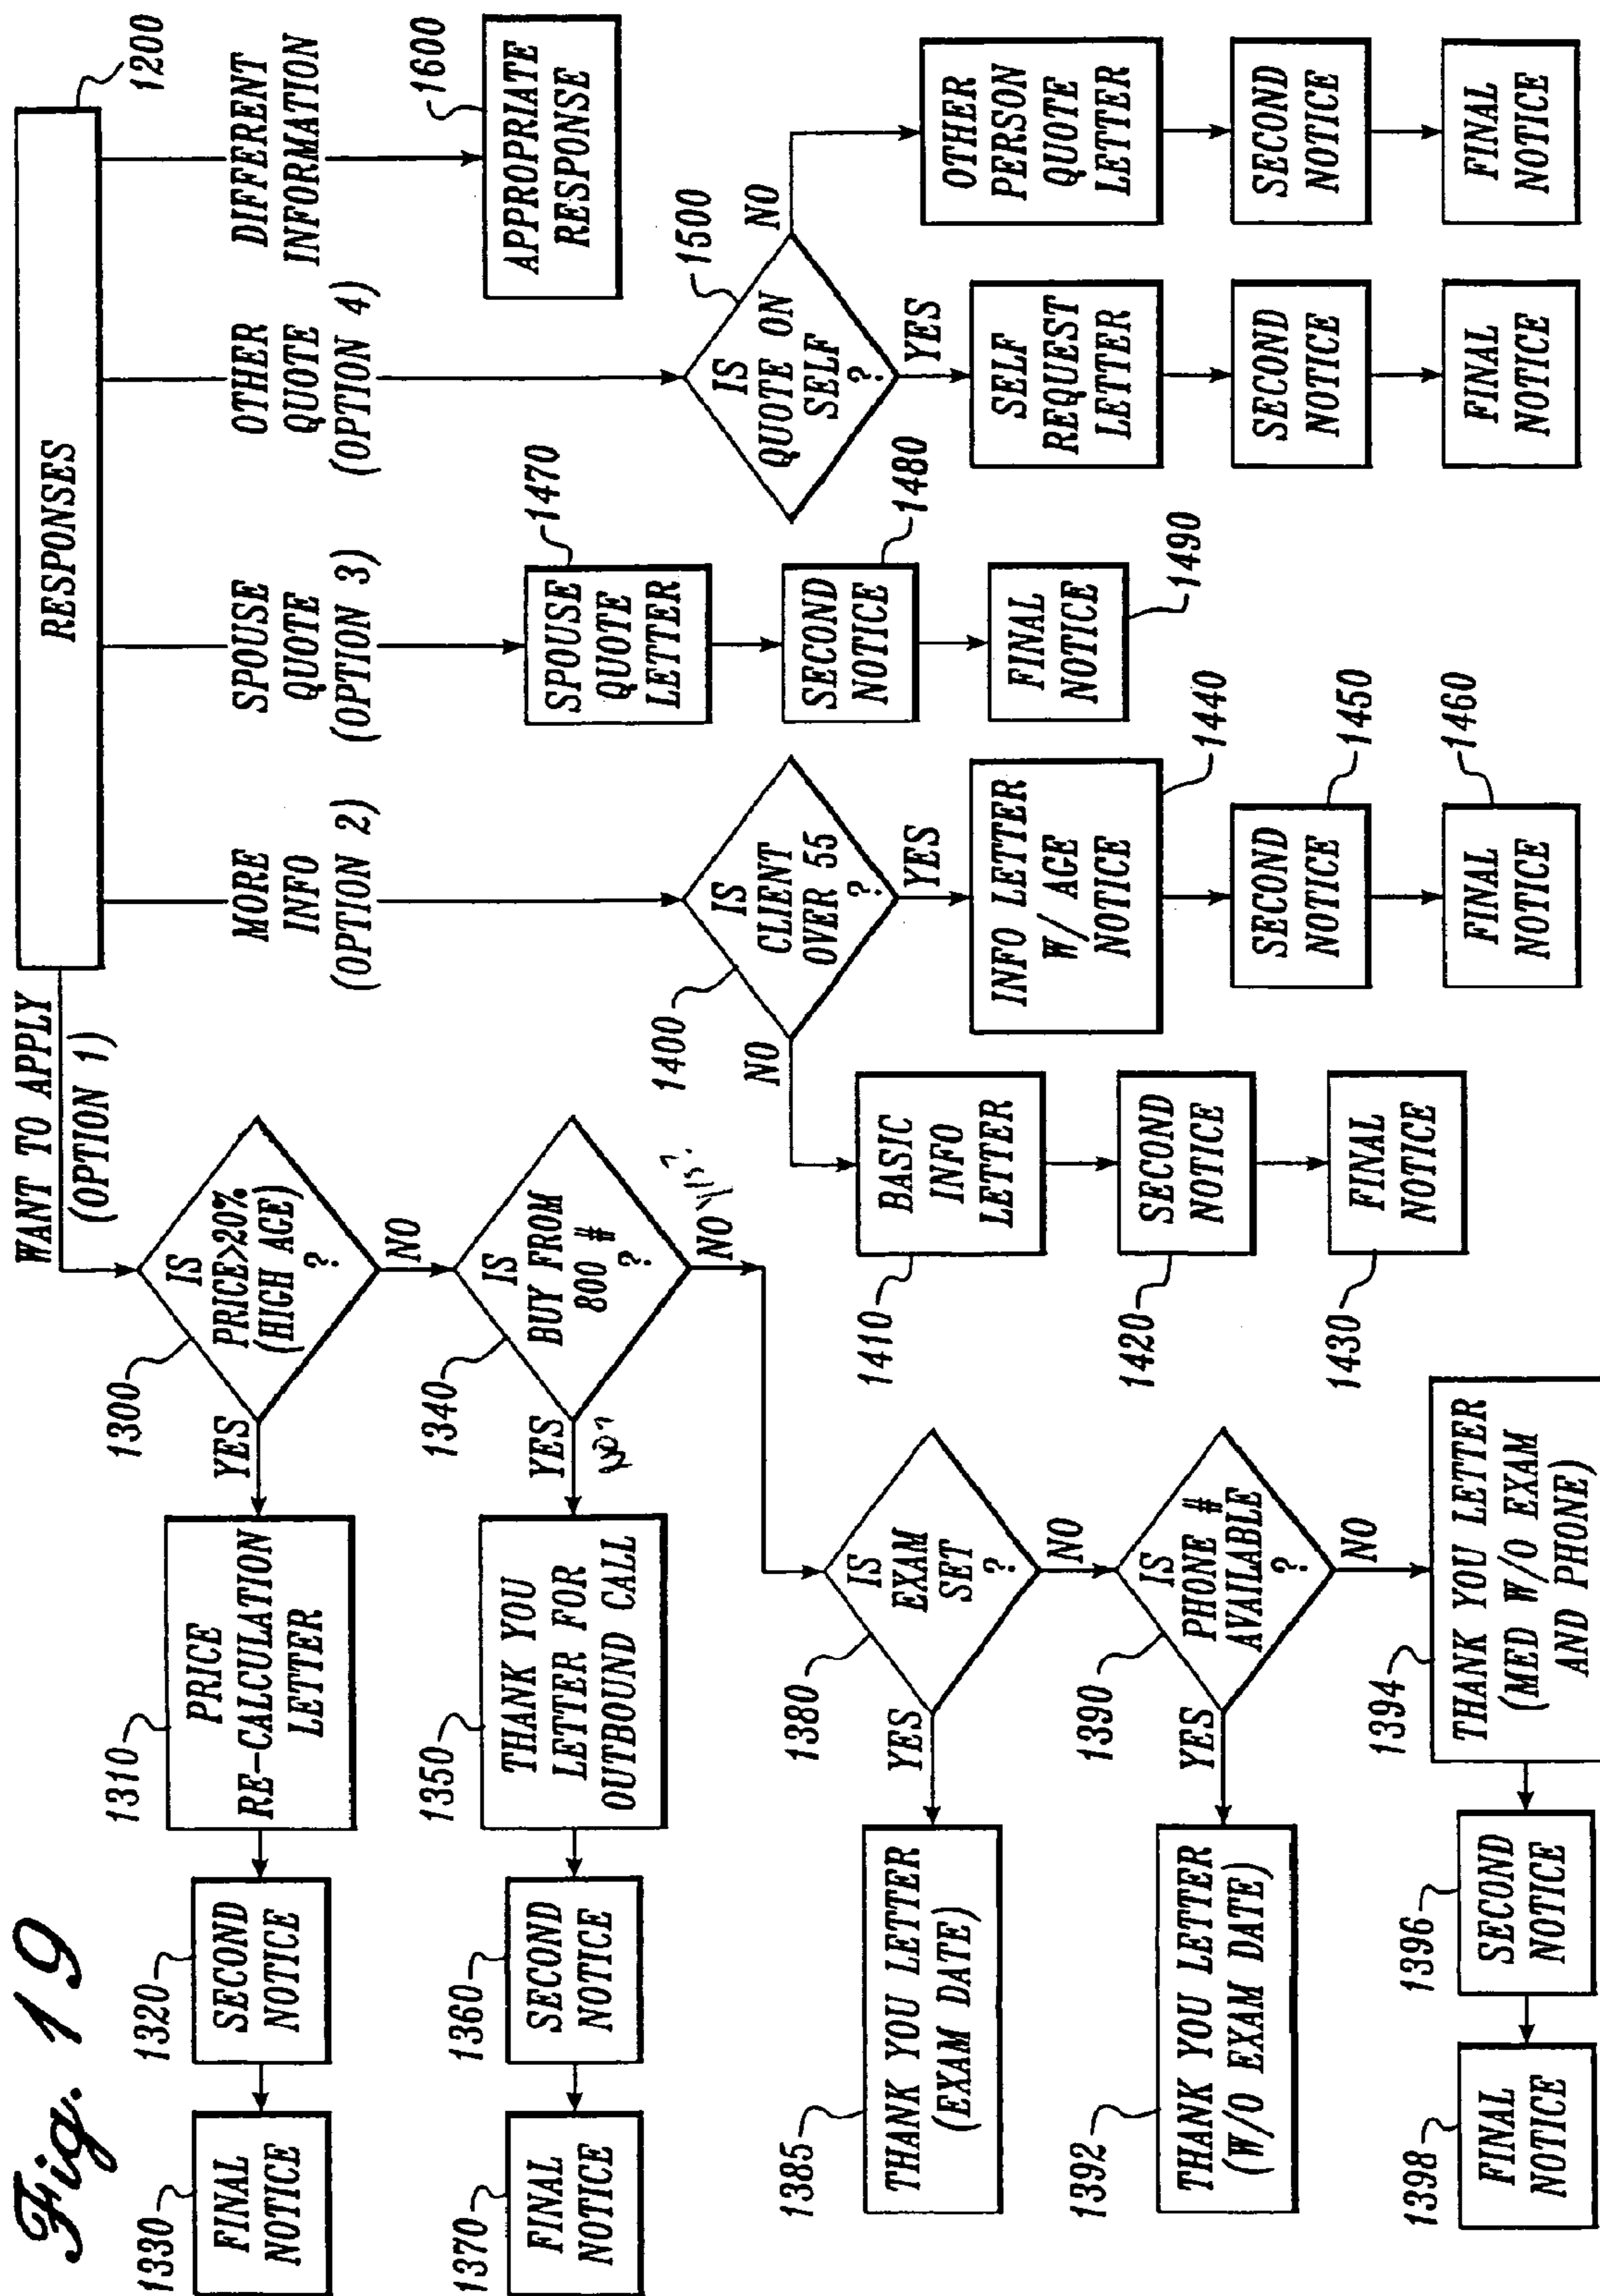 Fig. 19
RESPONSES
1200
WANT TO APPLY
(OPTION 1)
MORE
INFO
(OPTION 2)
SPOUSE
QUOTE
(OPTION 3)
OTHER
QUOTE
(OPTION 4)
DIFFERENT
INFORMATION
1600
APPROPRIATE
RESPONSE
1300
IS
PRICE>20%
(HIGH AGE)
?
YES
NO
1310
PRICE
RE-CALCULATION
LETTER
1320
SECOND
NOTICE
1330
FINAL
NOTICE
1340
IS
BUY FROM
800 #
?
YES
NO
1350
THANK YOU
LETTER FOR
OUTBOUND CALL
1360
SECOND
NOTICE
1370
FINAL
NOTICE
1380
IS
EXAM
SET
?
YES
NO
1385
THANK YOU LETTER
(EXAM DATE)
1390
IS
PHONE #
AVAILABLE
?
YES
NO
1392
THANK YOU LETTER
(W/O EXAM DATE)
1394
THANK YOU LETTER
(MED W/O EXAM
AND PHONE)
1396
SECOND
NOTICE
1398
FINAL
NOTICE
1400
IS
CLIENT
OVER 55
?
NO
YES
1410
BASIC
INFO
LETTER
1420
SECOND
NOTICE
1430
FINAL
NOTICE
1440
INFO LETTER
W/ AGE
NOTICE
1450
SECOND
NOTICE
1460
FINAL
NOTICE
1470
SPOUSE
QUOTE
LETTER
1480
SECOND
NOTICE
1490
FINAL
NOTICE
1500
IS
QUOTE ON
SELF
?
YES
NO
SELF
REQUEST
LETTER
SECOND
NOTICE
FINAL
NOTICE
OTHER
PERSON
QUOTE
LETTER
SECOND
NOTICE
FINAL
NOTICE